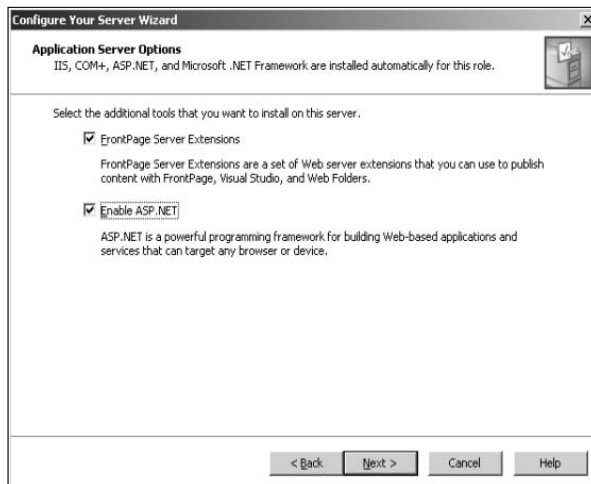 Configure Your Server Wizard
Application Server Options
IIS, COM+, ASP.NET, and Microsoft .NET Framework are installed automatically for this role.
Select the additional tools that you want to install on this server.
FrontPage Server Extensions
FrontPage Server Extensions are a set of Web server extensions that you can use to publish
content with FrontPage, Visual Studio, and Web Folders.
Enable ASP.NET
ASP.NET is a powerful programming framework for building Web-based applications and
services that can target any browser or device.
< Back Next > Cancel Help